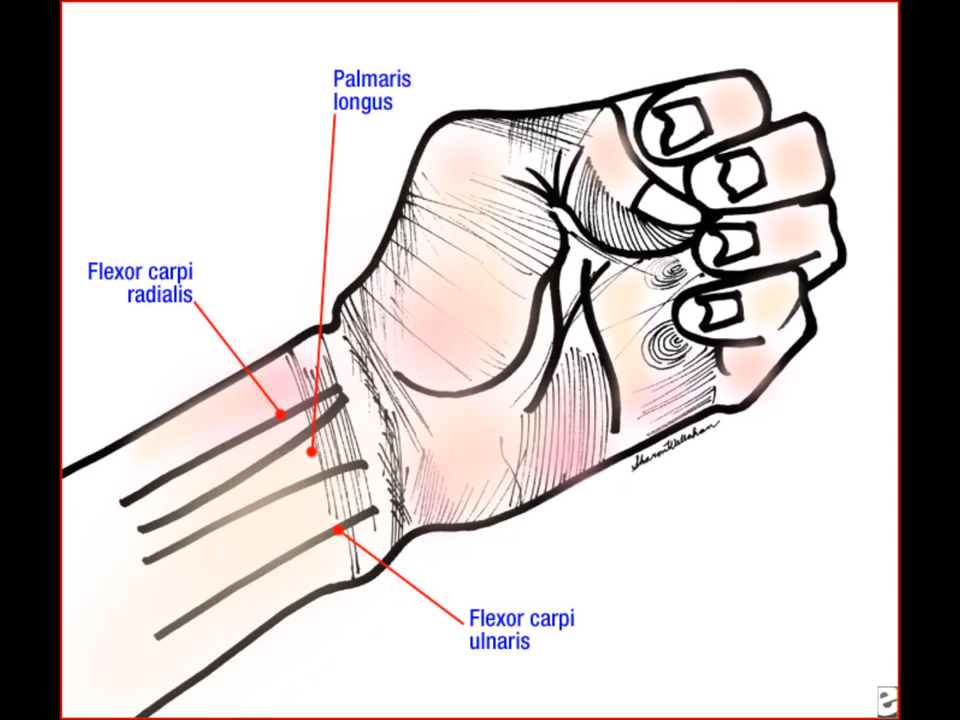 Palmaris
longus
Flexor carpi
radialis
Flexor carpi
ulnaris
e